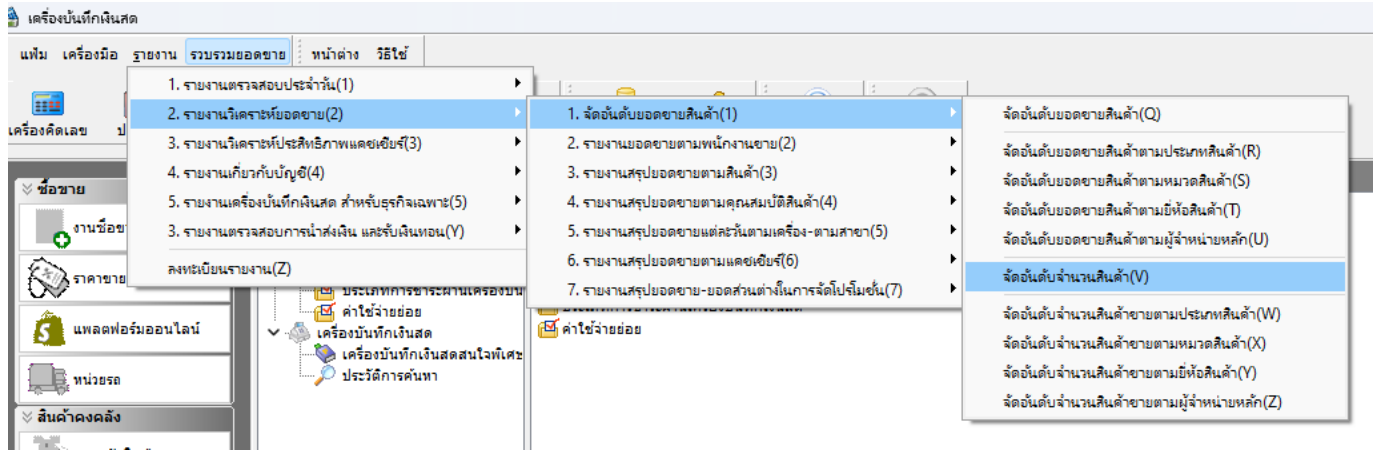 เครื่องบันทึกเงินสด
แฟ้ม เครื่องมือ รายงาน รวบรวมยอดขาย หน้าต่าง วิธีใช้
เครื่องคิดเลข
ซื้อขาย
ราคาขาย
แพลตฟอร์มออนไลน์
หน่วยรถ
สินค้าคงคลัง
1. รายงานตรวจสอบประจำวัน(1)
2. รายงานวิเคราะห์ยอดขาย(2)
3. รายงานวิเคราะห์ประสิทธิภาพแคชเชียร์(3)
4. รายงานเกี่ยวกับบัญชี(4)
5. รายงานเครื่องบันทึกเงินสด สำหรับธุรกิจเฉพาะ(5)
3. รายงานตรวจสอบการนำส่งเงิน และรับเงินทอน(Y)
ลงทะเบียนรายงาน(Z)
ค่าใช้จ่ายย่อย
เครื่องบันทึกเงินสด
เครื่องบันทึกเงินสดสนใจพิเศษ
ประวัติการค้นหา
1. จัดอันดับยอดขายสินค้า(1)
2. รายงานยอดขายตามพนักงานขาย(2)
3. รายงานสรุปยอดขายตามสินค้า(3)
4. รายงานสรุปยอดขายตามคุณสมบัติสินค้า(4)
5. รายงานสรุปยอดขายแต่ละวันตามเครื่อง-ตามสาขา(5)
6. รายงานสรุปยอดขายตามแคชเชียร์(6)
7. รายงานสรุปยอดขาย-ยอดส่วนต่างในการจัดโปรโมชั่น(7)
ค่าใช้จ่ายย่อย
จัดอันดับยอดขายสินค้า(Q)
จัดอันดับยอดขายสินค้าตามประเภทสินค้า(R)
จัดอันดับยอดขายสินค้าตามหมวดสินค้า(S)
จัดอันดับยอดขายสินค้าตามยี่ห้อสินค้า(T)
จัดอันดับยอดขายสินค้าตามผู้จำหน่ายหลัก(U)
จัดอันดับจำนวนสินค้า(V)
จัดอันดับจำนวนสินค้าขายตามประเภทสินค้า(W)
จัดอันดับจำนวนสินค้าขายตามหมวดสินค้า(X)
จัดอันดับจำนวนสินค้าขายตามยี่ห้อสินค้า(Y)
จัดอันดับจำนวนสินค้าขายตามผู้จำหน่ายหลัก(Z)